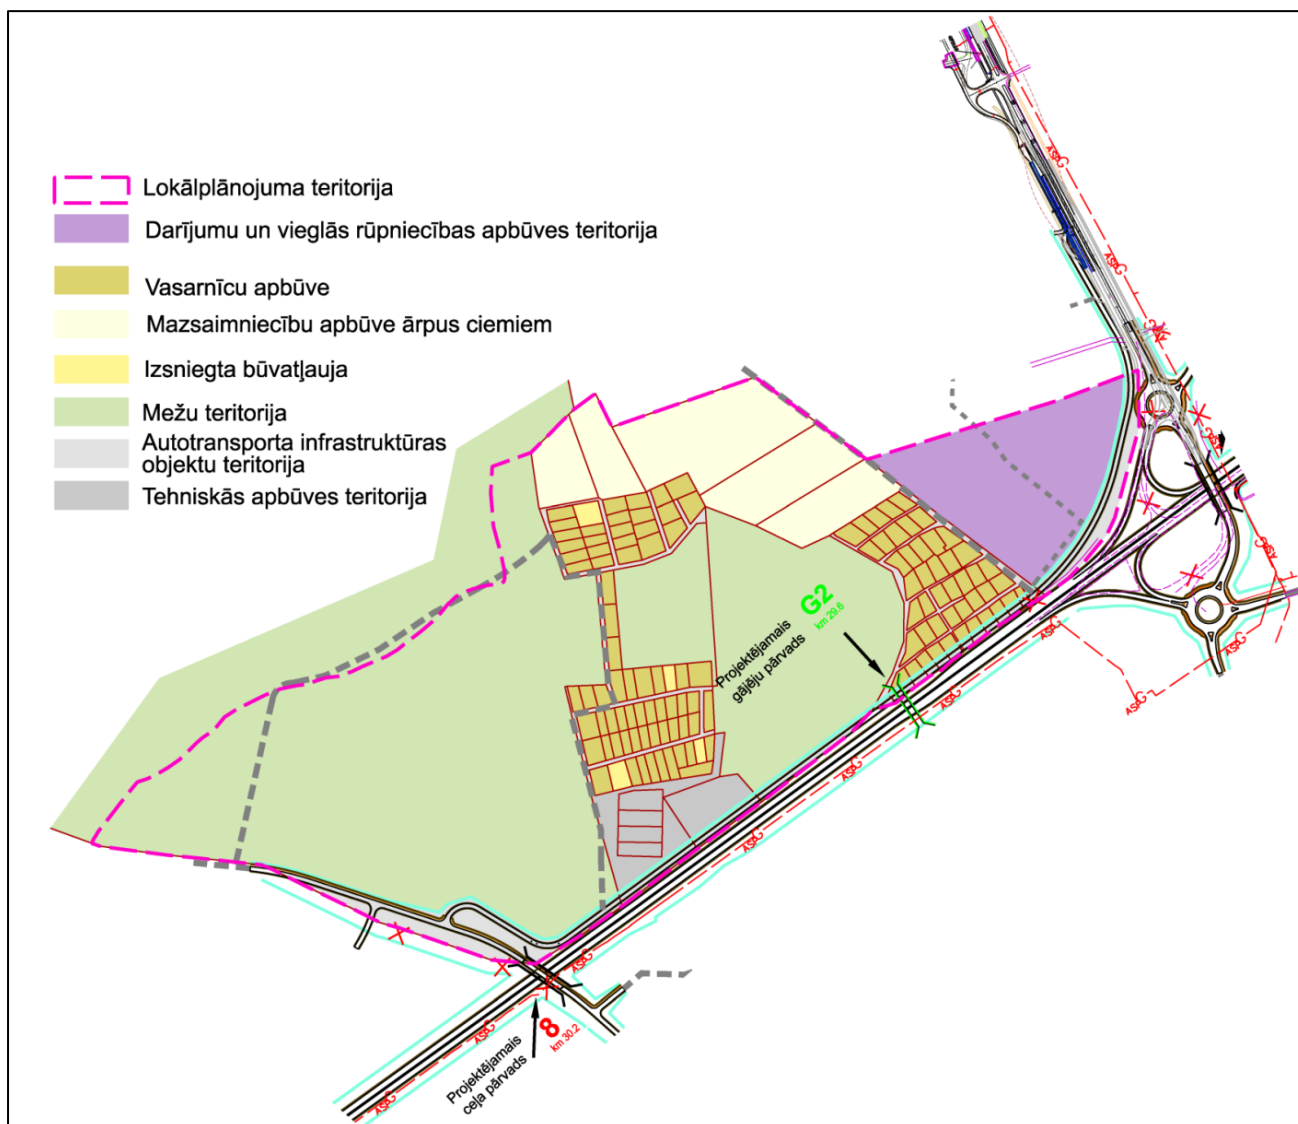 Lokālplānojuma teritorija
Darījumu un vieglās rūpniecības apbūves teritorija
Vasarnīcu apbūve
Mazsaimniecību apbūve ārpus ciemiem
Izsniegta būvatļauja
Mežu teritorija
Autotransporta infrastruktūras
objektu teritorija
Tehniskās apbūves teritorija
G2
km 29.6
Projektējamais
gājēju pārvads
8
km 30.2
Projektējamais
ceļa pārvads